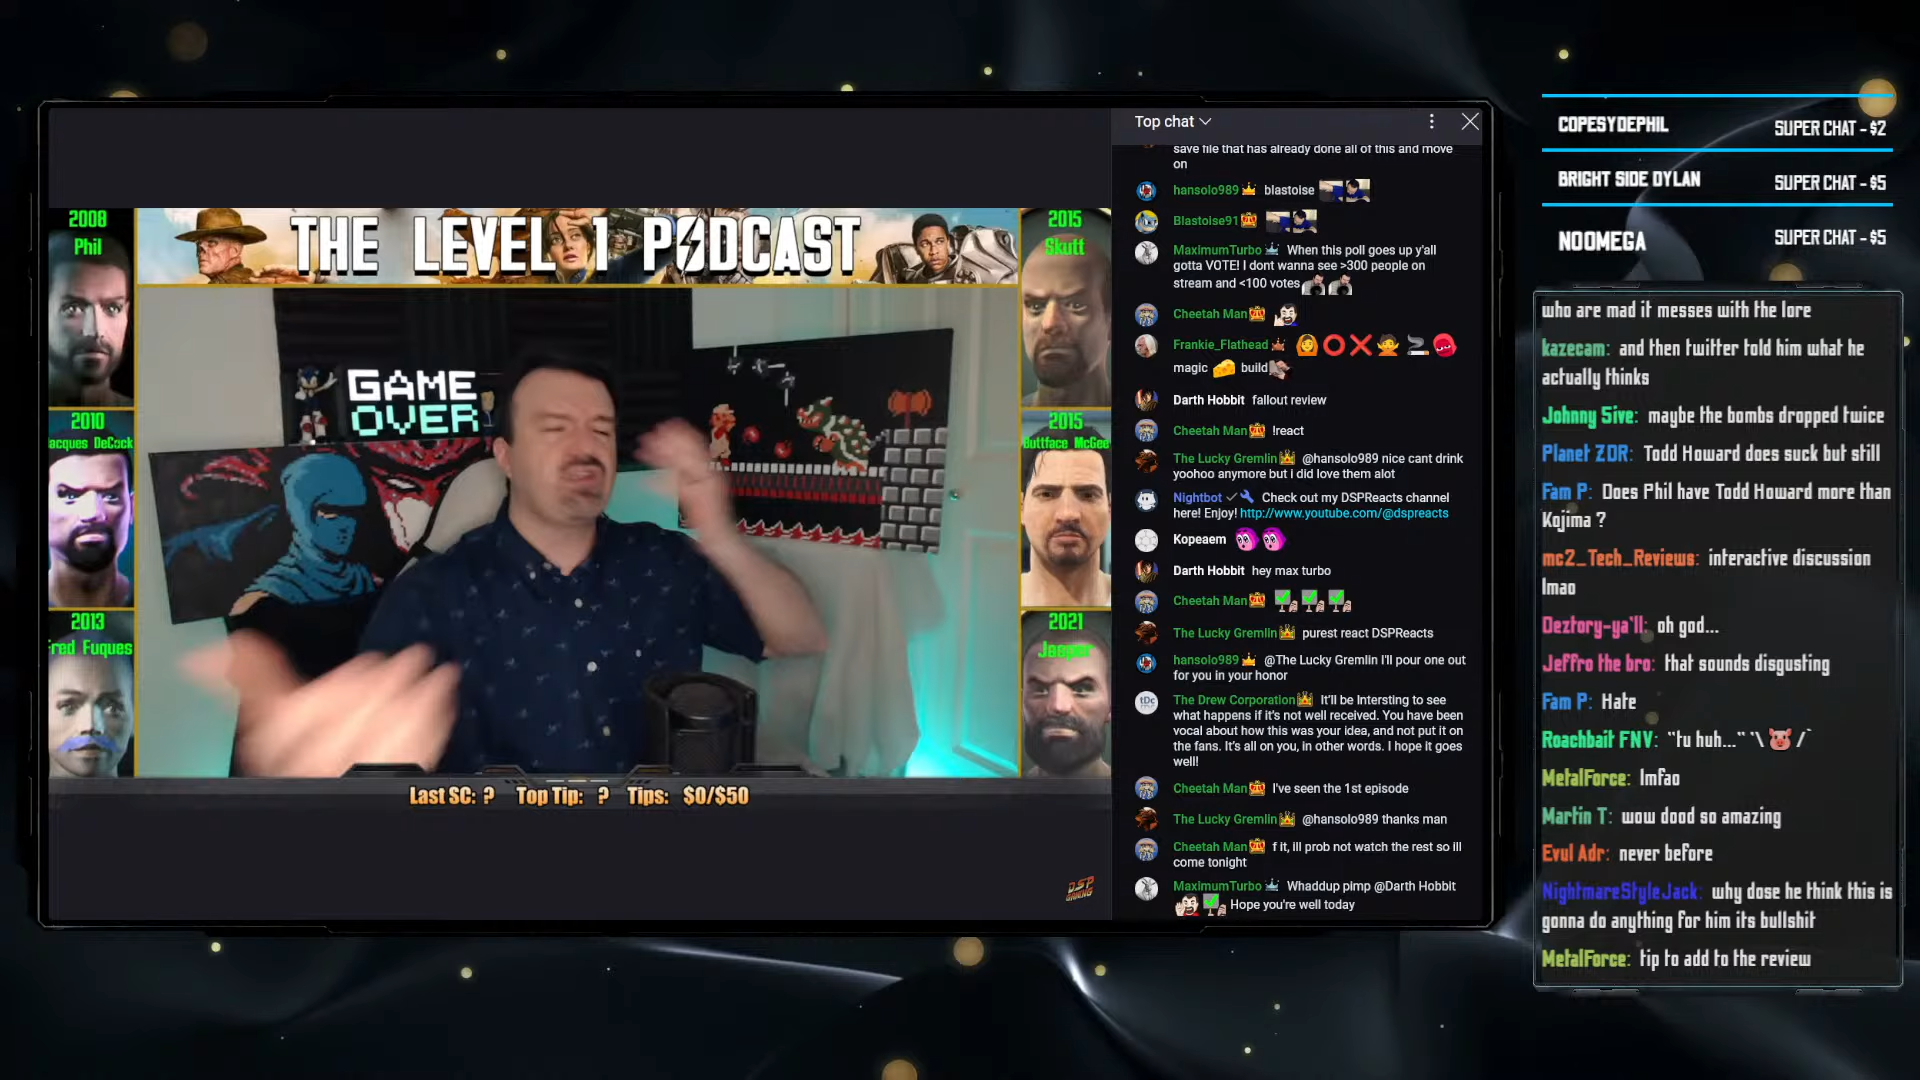 2008
Phil
2010
acques DeCock
2013
red Fuques
THE LEVEL 1 PODCAST
GAME
OVER
2015
Skutt
2015
Buttface McGee
2021
Jeeper
Last SC: ? Top Tip: ? Tips: $0/$50
DSP
GAMING
Top chat
save file that has already done all of this and move
on
hansolo989 blastoise
Blastoise91
MaximumTurbo When this poll goes up y'all
gotta VOTE! I dont wanna see >300 people on
stream and <100 votes
Cheetah Man
Frankie_Flathead
magic build
Darth Hobbit fallout review
Cheetah Man !react
The Lucky Gremlin @hansolo989 nice cant drink
yoohoo anymore but i did love them alot
Nightbot Check out my DSPReacts channel
here! Enjoy! http://www.youtube.com/@dspreacts
Kopeaem
Darth Hobbit hey max turbo
Cheetah Man
The Lucky Gremlin purest react DSPReacts
hansolo989 @The Lucky Gremlin I'll pour one out
for you in your honor
tDc
The Drew Corporation It'll be Intersting to see
what happens if it's not well received. You have been
vocal about how this was your idea, and not put it on
the fans. It's all on you, in other words. I hope it goes
well!
Cheetah Man I've seen the 1st episode
The Lucky Gremlin @hansolo989 thanks man
Cheetah Man f it, ill prob not watch the rest so ill
come tonight
MaximumTurbo Whaddup pimp @Darth Hobbit
Hope you're well today
COPESYDEPHIL SUPER CHAT - $2
BRIGHT SIDE DYLAN SUPER CHAT - $5
NOOMEGA SUPER CHAT - $5
who are mad it messes with the lore
kazecam: and then twitter told him what he
actually thinks
Johnny 5ive: maybe the bombs dropped twice
Planet ZDR: Todd Howard does suck but still
Fam P: Does Phil have Todd Howard more than
Kojima ?
mc2_Tech_Reviews: interactive discussion
lmao
Deztory-ya'll: oh god...
Jeffro the bro: that sounds disgusting
Fam P: Hate
Roachbait FNV: "tu huh..." "\ /`
MetalForce: lmfao
Martin T: wow dood so amazing
Evul Adr: never before
NightmareStyleJack: why dose he think this is
gonna do anything for him its bullshit
MetalForce: tip to add to the review